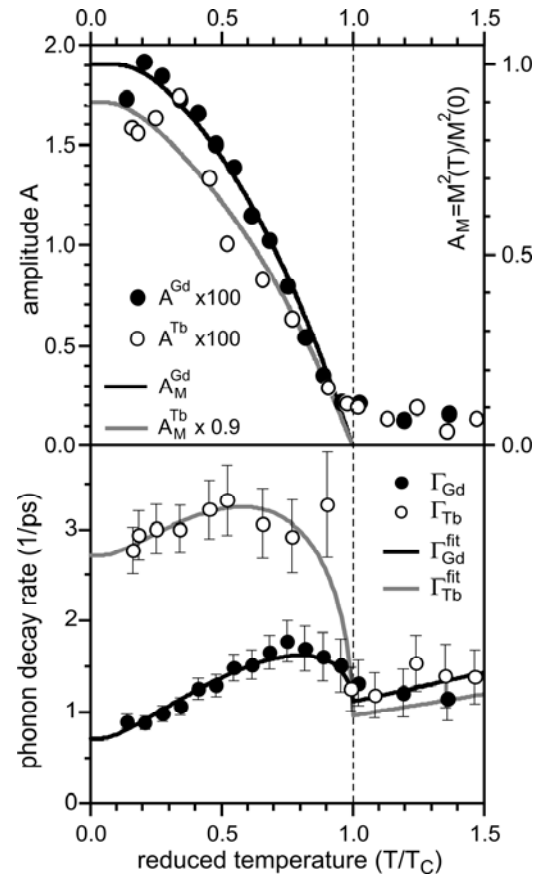 0.0 0.5 1.0 1.5
2.0
1.5
1.0
0.5
0.0
amplitude A
1.0
0.5
0.0
A_M=M²(T)/M²(0)
A^Gd x100
A^Tb x100
A_M^Gd
A_M^Tb x 0.9
3
2
1
0
phonon decay rate (1/ps)
Γ_Gd
Γ_Tb
Γ_Gd^fit
Γ_Tb^fit
0.0 0.5 1.0 1.5
reduced temperature (T/T_C)